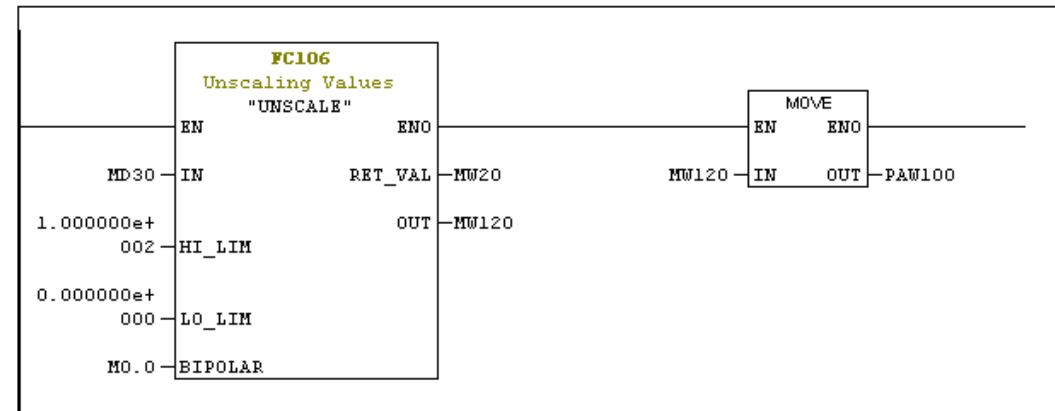 FC106
Unscaling Values
"UNSCALE"
MOVE
EN ENO
EN ENO
MD30 IN RET_VAL MW20
MW120 IN OUT PAW100
1.000000e+
002 HI_LIM
OUT MW120
0.000000e+
000 LO_LIM
M0.0 BIPOLAR